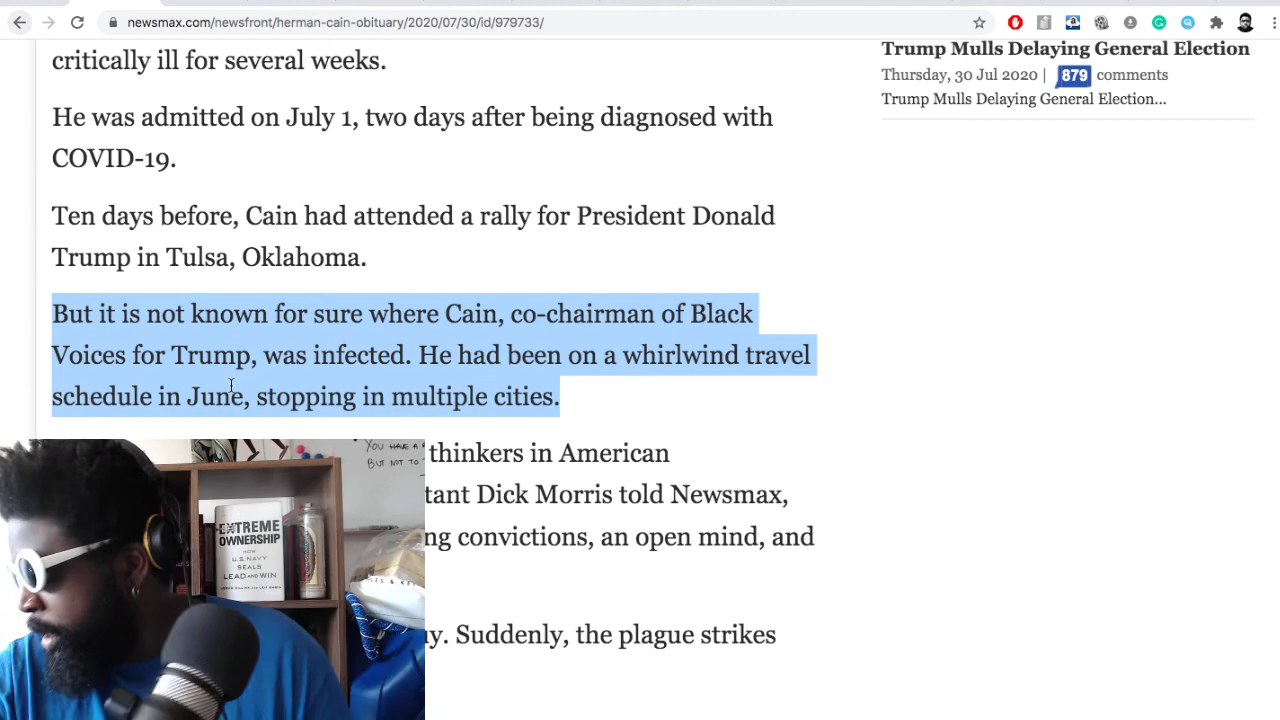 newsmax.com/newsfront/herman-cain-obituary/2020/07/30/id/979733/
critically ill for several weeks.
He was admitted on July 1, two days after being diagnosed with
COVID-19.
Ten days before, Cain had attended a rally for President Donald
Trump in Tulsa, Oklahoma.
But it is not known for sure where Cain, co-chairman of Black
Voices for Trump, was infected. He had been on a whirlwind travel
schedule in June, stopping in multiple cities.
thinkers in American
tant Dick Morris told Newsmax,
ng convictions, an open mind, and
y. Suddenly, the plague strikes
Trump Mulls Delaying General Election
Thursday, 30 Jul 2020 | 879 comments
Trump Mulls Delaying General Election...
YOU HAVE A
BUT NOT TO
EXTREME
OWNERSHIP
HOW
U.S. NAVY
SEALS
LEAD AND WIN